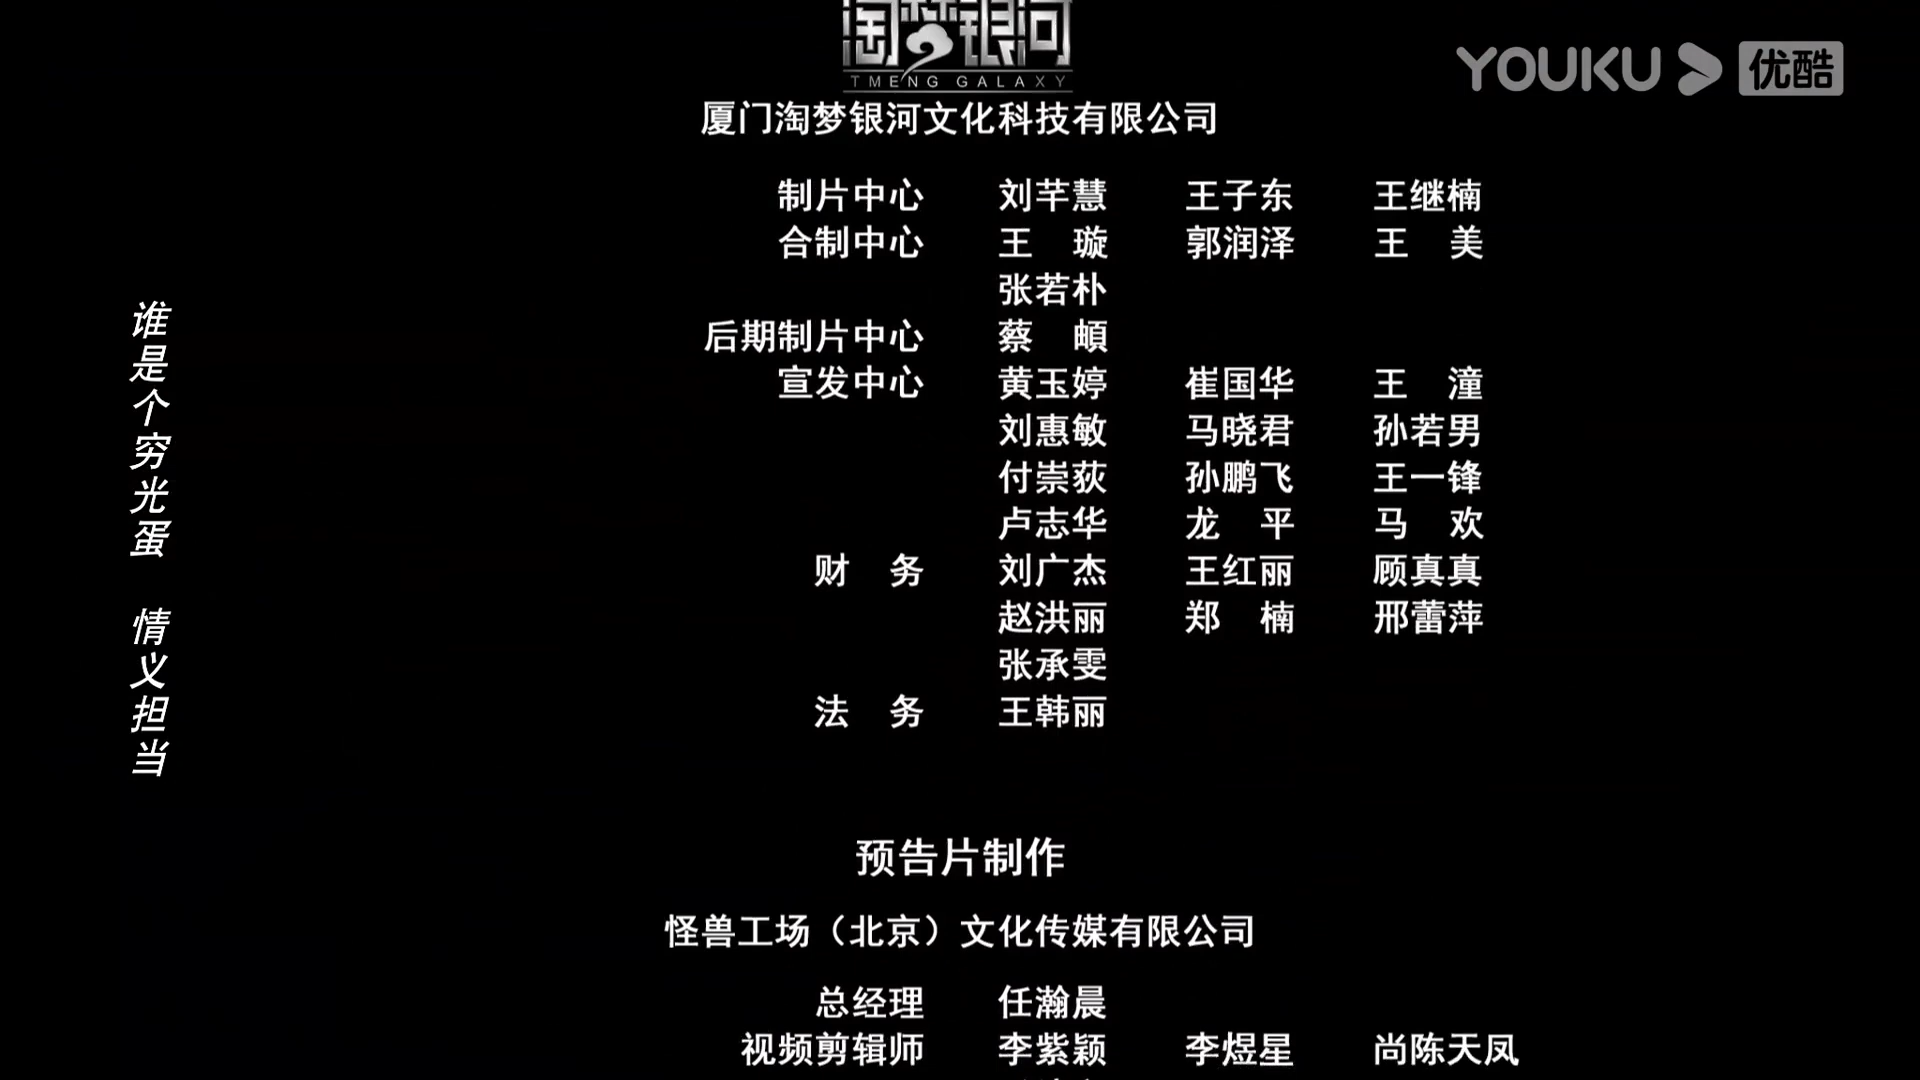 淘梦银河
TMENG GALAXY
YOUKU 优酷
厦门淘梦银河文化科技有限公司
制片中心 刘芊慧 王子东 王继楠
合制中心 王 璇 郭润泽 王 美
张若朴
后期制片中心 蔡 頔
宣发中心 黄玉婷 崔国华 王 潼
刘惠敏 马晓君 孙若男
付崇荻 孙鹏飞 王一锋
卢志华 龙 平 马 欢
财 务 刘广杰 王红丽 顾真真
赵洪丽 郑 楠 邢蕾萍
张承雯
法 务 王韩丽
谁是个穷光蛋 情义担当
预告片制作
怪兽工场（北京）文化传媒有限公司
总经理 任瀚晨
视频剪辑师 李紫颖 李煜星 尚陈天凤